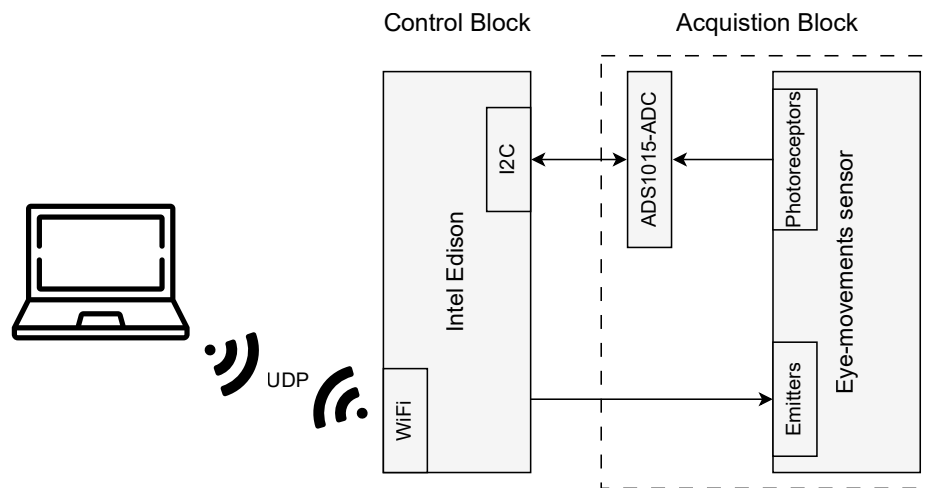 Control Block
Acquistion Block
I2C
ADS1015-ADC
Photoreceptors
Intel Edison
Eye-movements sensor
UDP
WiFi
Emitters